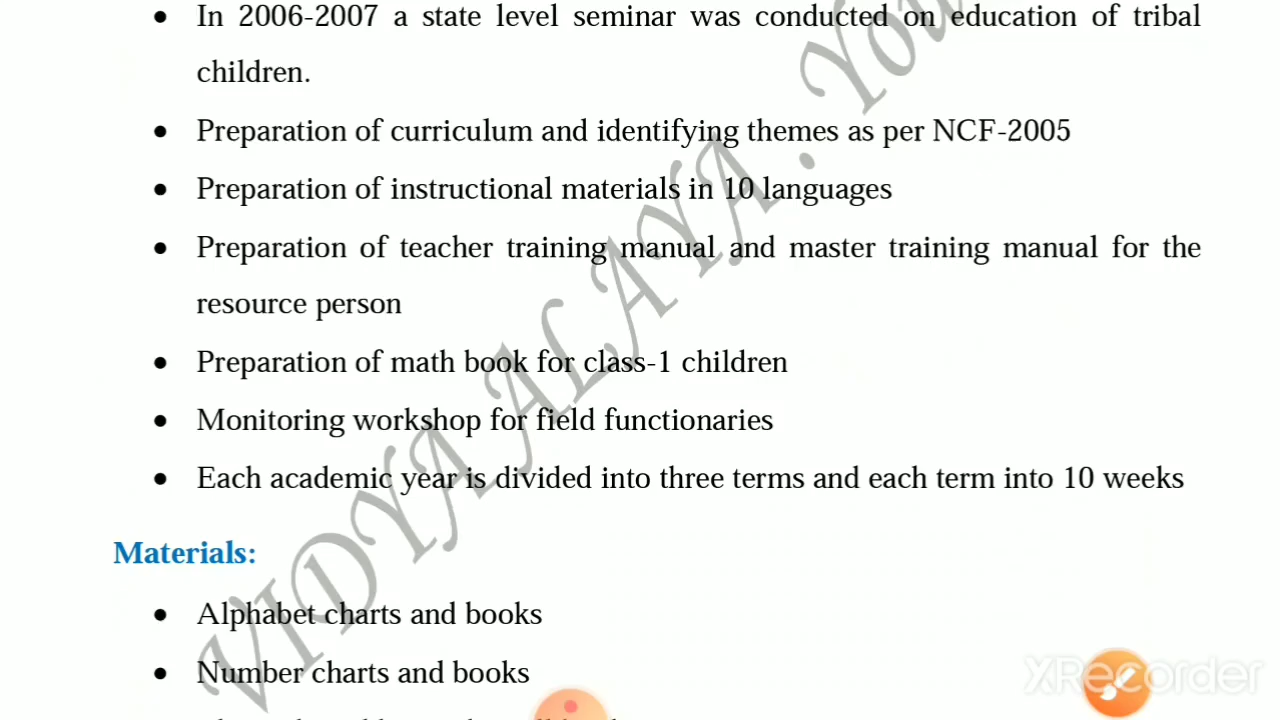 • In 2006-2007 a state level seminar was conducted on education of tribal
children.
• Preparation of curriculum and identifying themes as per NCF-2005
• Preparation of instructional materials in 10 languages
• Preparation of teacher training manual and master training manual for the
resource person
• Preparation of math book for class-1 children
• Monitoring workshop for field functionaries
• Each academic year is divided into three terms and each term into 10 weeks
Materials:
• Alphabet charts and books
• Number charts and books
VIDYA ALAYA . You
XRecorder